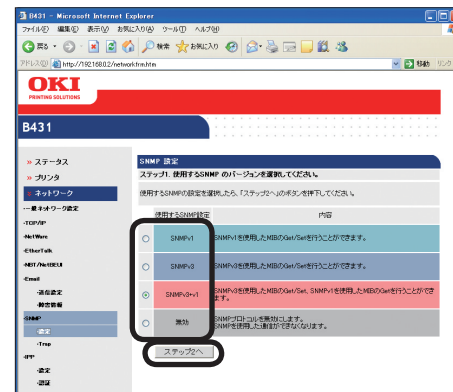 B431 - Microsoft Internet Explorer
ファイル(F) 編集(E) 表示(V) お気に入り(A) ツール(T) ヘルプ(H)
戻る 検索 お気に入り
アドレス(D) http://192.168.0.2/networkfrm.htm 移動 リンク
OKI
PRINTING SOLUTIONS
B431
» ステータス
» プリンタ
» ネットワーク
-一般ネットワーク設定
-TCP/IP
-NetWare
-EtherTalk
-NBT/NetBEUI
-Email
-送信設定
-障害情報
-SNMP
-設定
-Trap
-IPP
-設定
-認証
SNMP 設定
ステップ1. 使用するSNMP のバージョンを選択してください。
使用するSNMPの設定を選択したら、「ステップ2へ」のボタンを押下してください。
使用するSNMP設定 内容
SNMPv1 SNMPv1を使用したMIBのGet/Setを行うことができます。
SNMPv3 SNMPv3を使用したMIBのGet/Setを行うことができます。
SNMPv3+v1 SNMPv3を使用したMIBのGet/Set, SNMPv1を使用したMIBのGetを行うことができ
ます。
無効 SNMPプロトコルを無効にします。
SNMPを使用した通信ができなくなります。
ステップ2へ